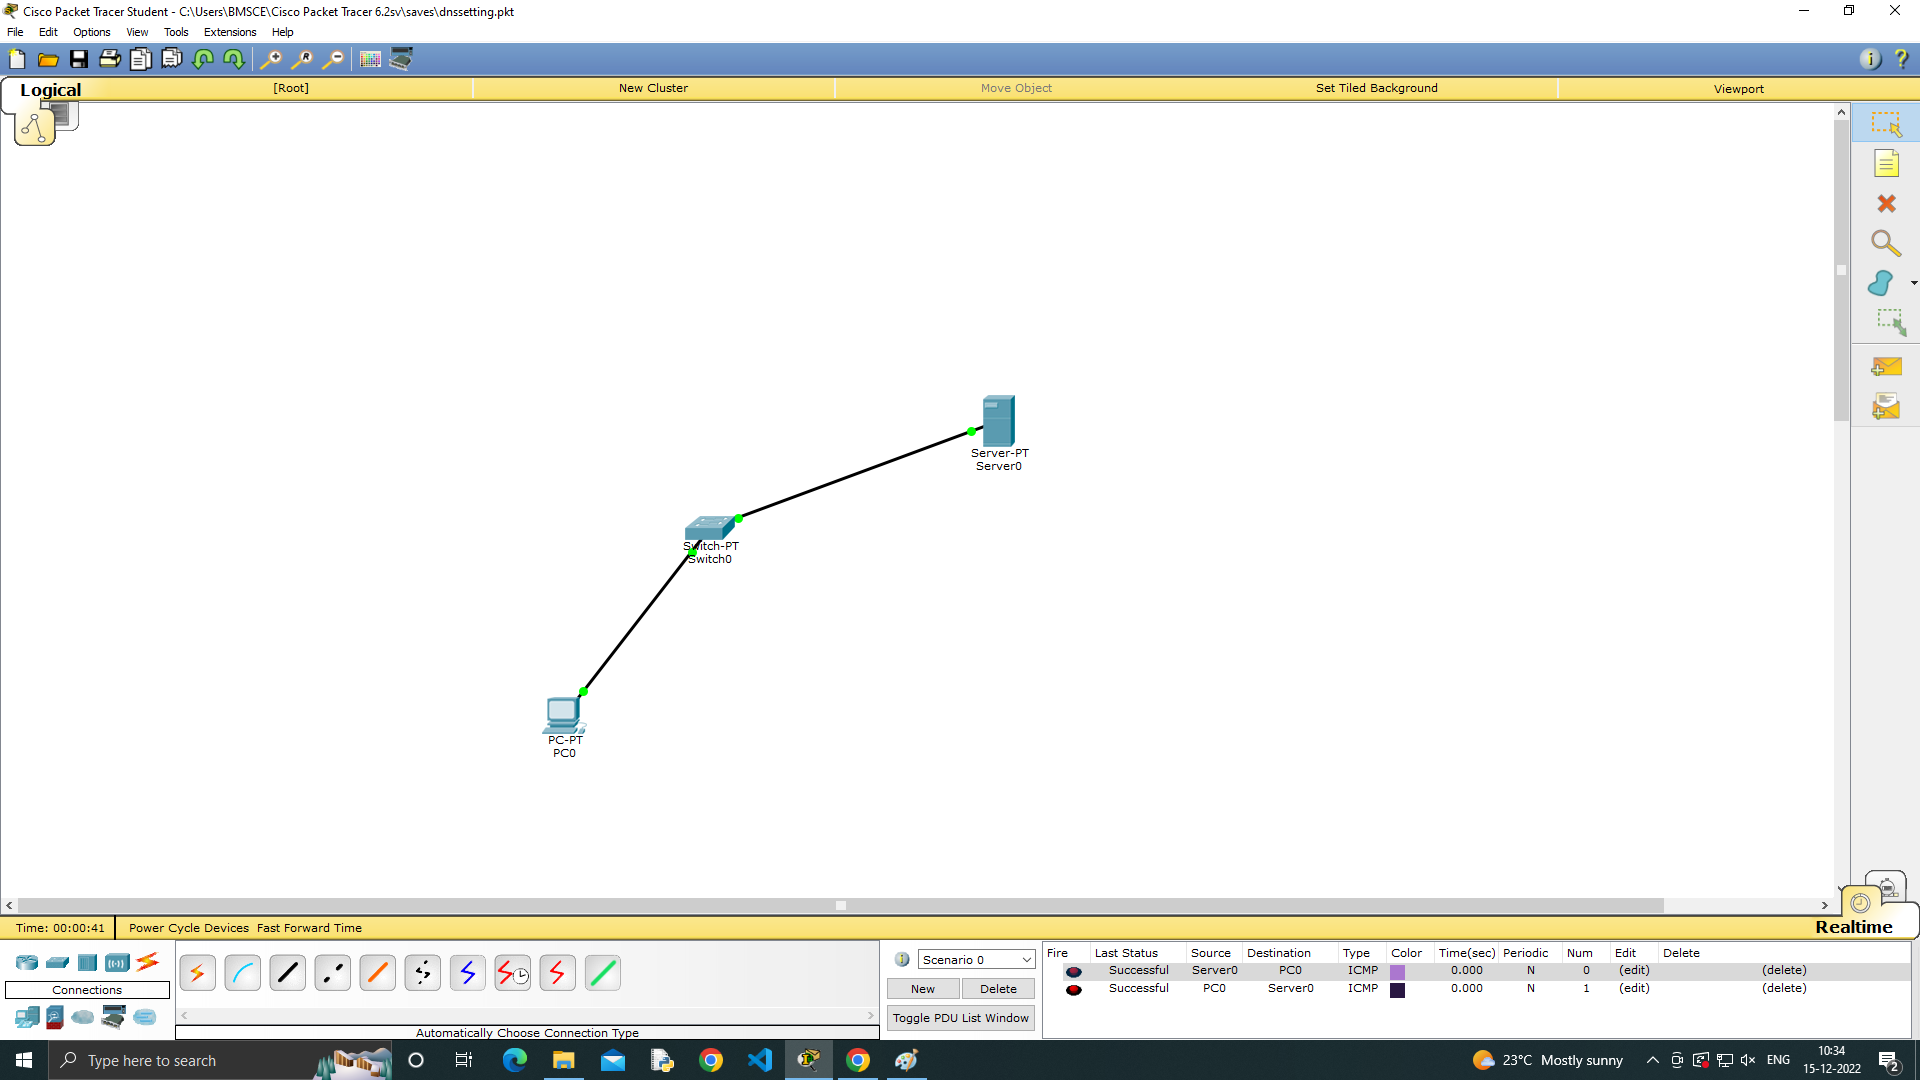 Cisco Packet Tracer Student - C:\Users\BMSCE\Cisco Packet Tracer 6.2sv\saves\dnssetting.pkt
File Edit Options View Tools Extensions Help
Logical [Root] New Cluster Move Object Set Tiled Background Viewport
Server-PT
Server0
Switch-PT
Switch0
PC-PT
PC0
Time: 00:00:41 Power Cycle Devices Fast Forward Time
Realtime
Connections
Automatically Choose Connection Type
Scenario 0
New Delete
Toggle PDU List Window
Fire Last Status Source Destination Type Color Time(sec) Periodic Num Edit Delete
Successful Server0 PC0 ICMP 0.000 N 0 (edit) (delete)
Successful PC0 Server0 ICMP 0.000 N 1 (edit) (delete)
Type here to search
23°C Mostly sunny
ENG
10:34
15-12-2022
2